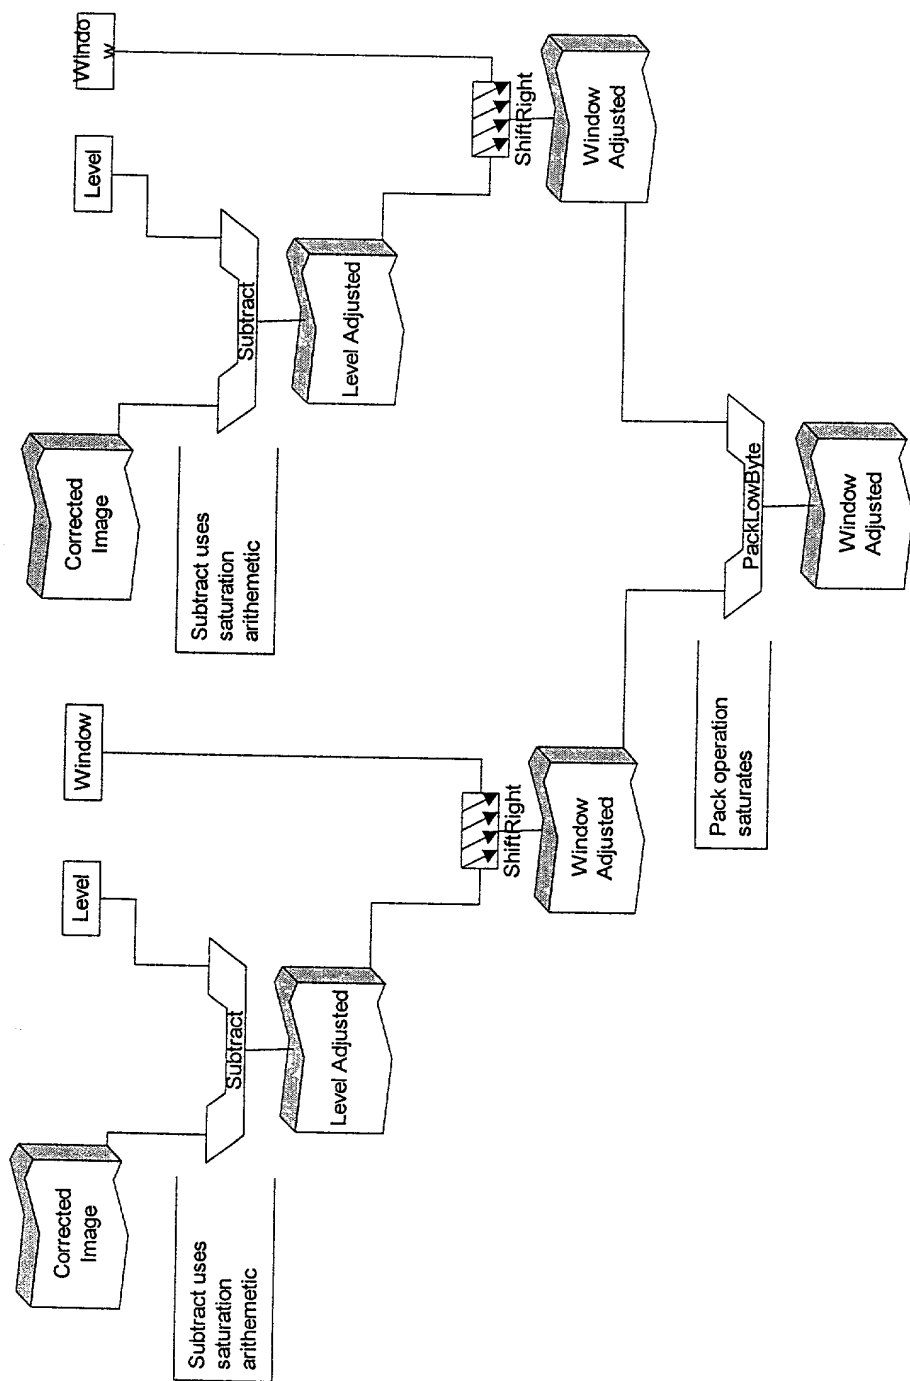 Corrected
Image
Level
Window
Subtract
Subtract uses
saturation
arithemetic
Level Adjusted
ShiftRight
Window
Adjusted
Corrected
Image
Level
Windo
w
Subtract
Subtract uses
saturation
arithemetic
Level Adjusted
ShiftRight
Window
Adjusted
PackLowByte
Pack operation
saturates
Window
Adjusted